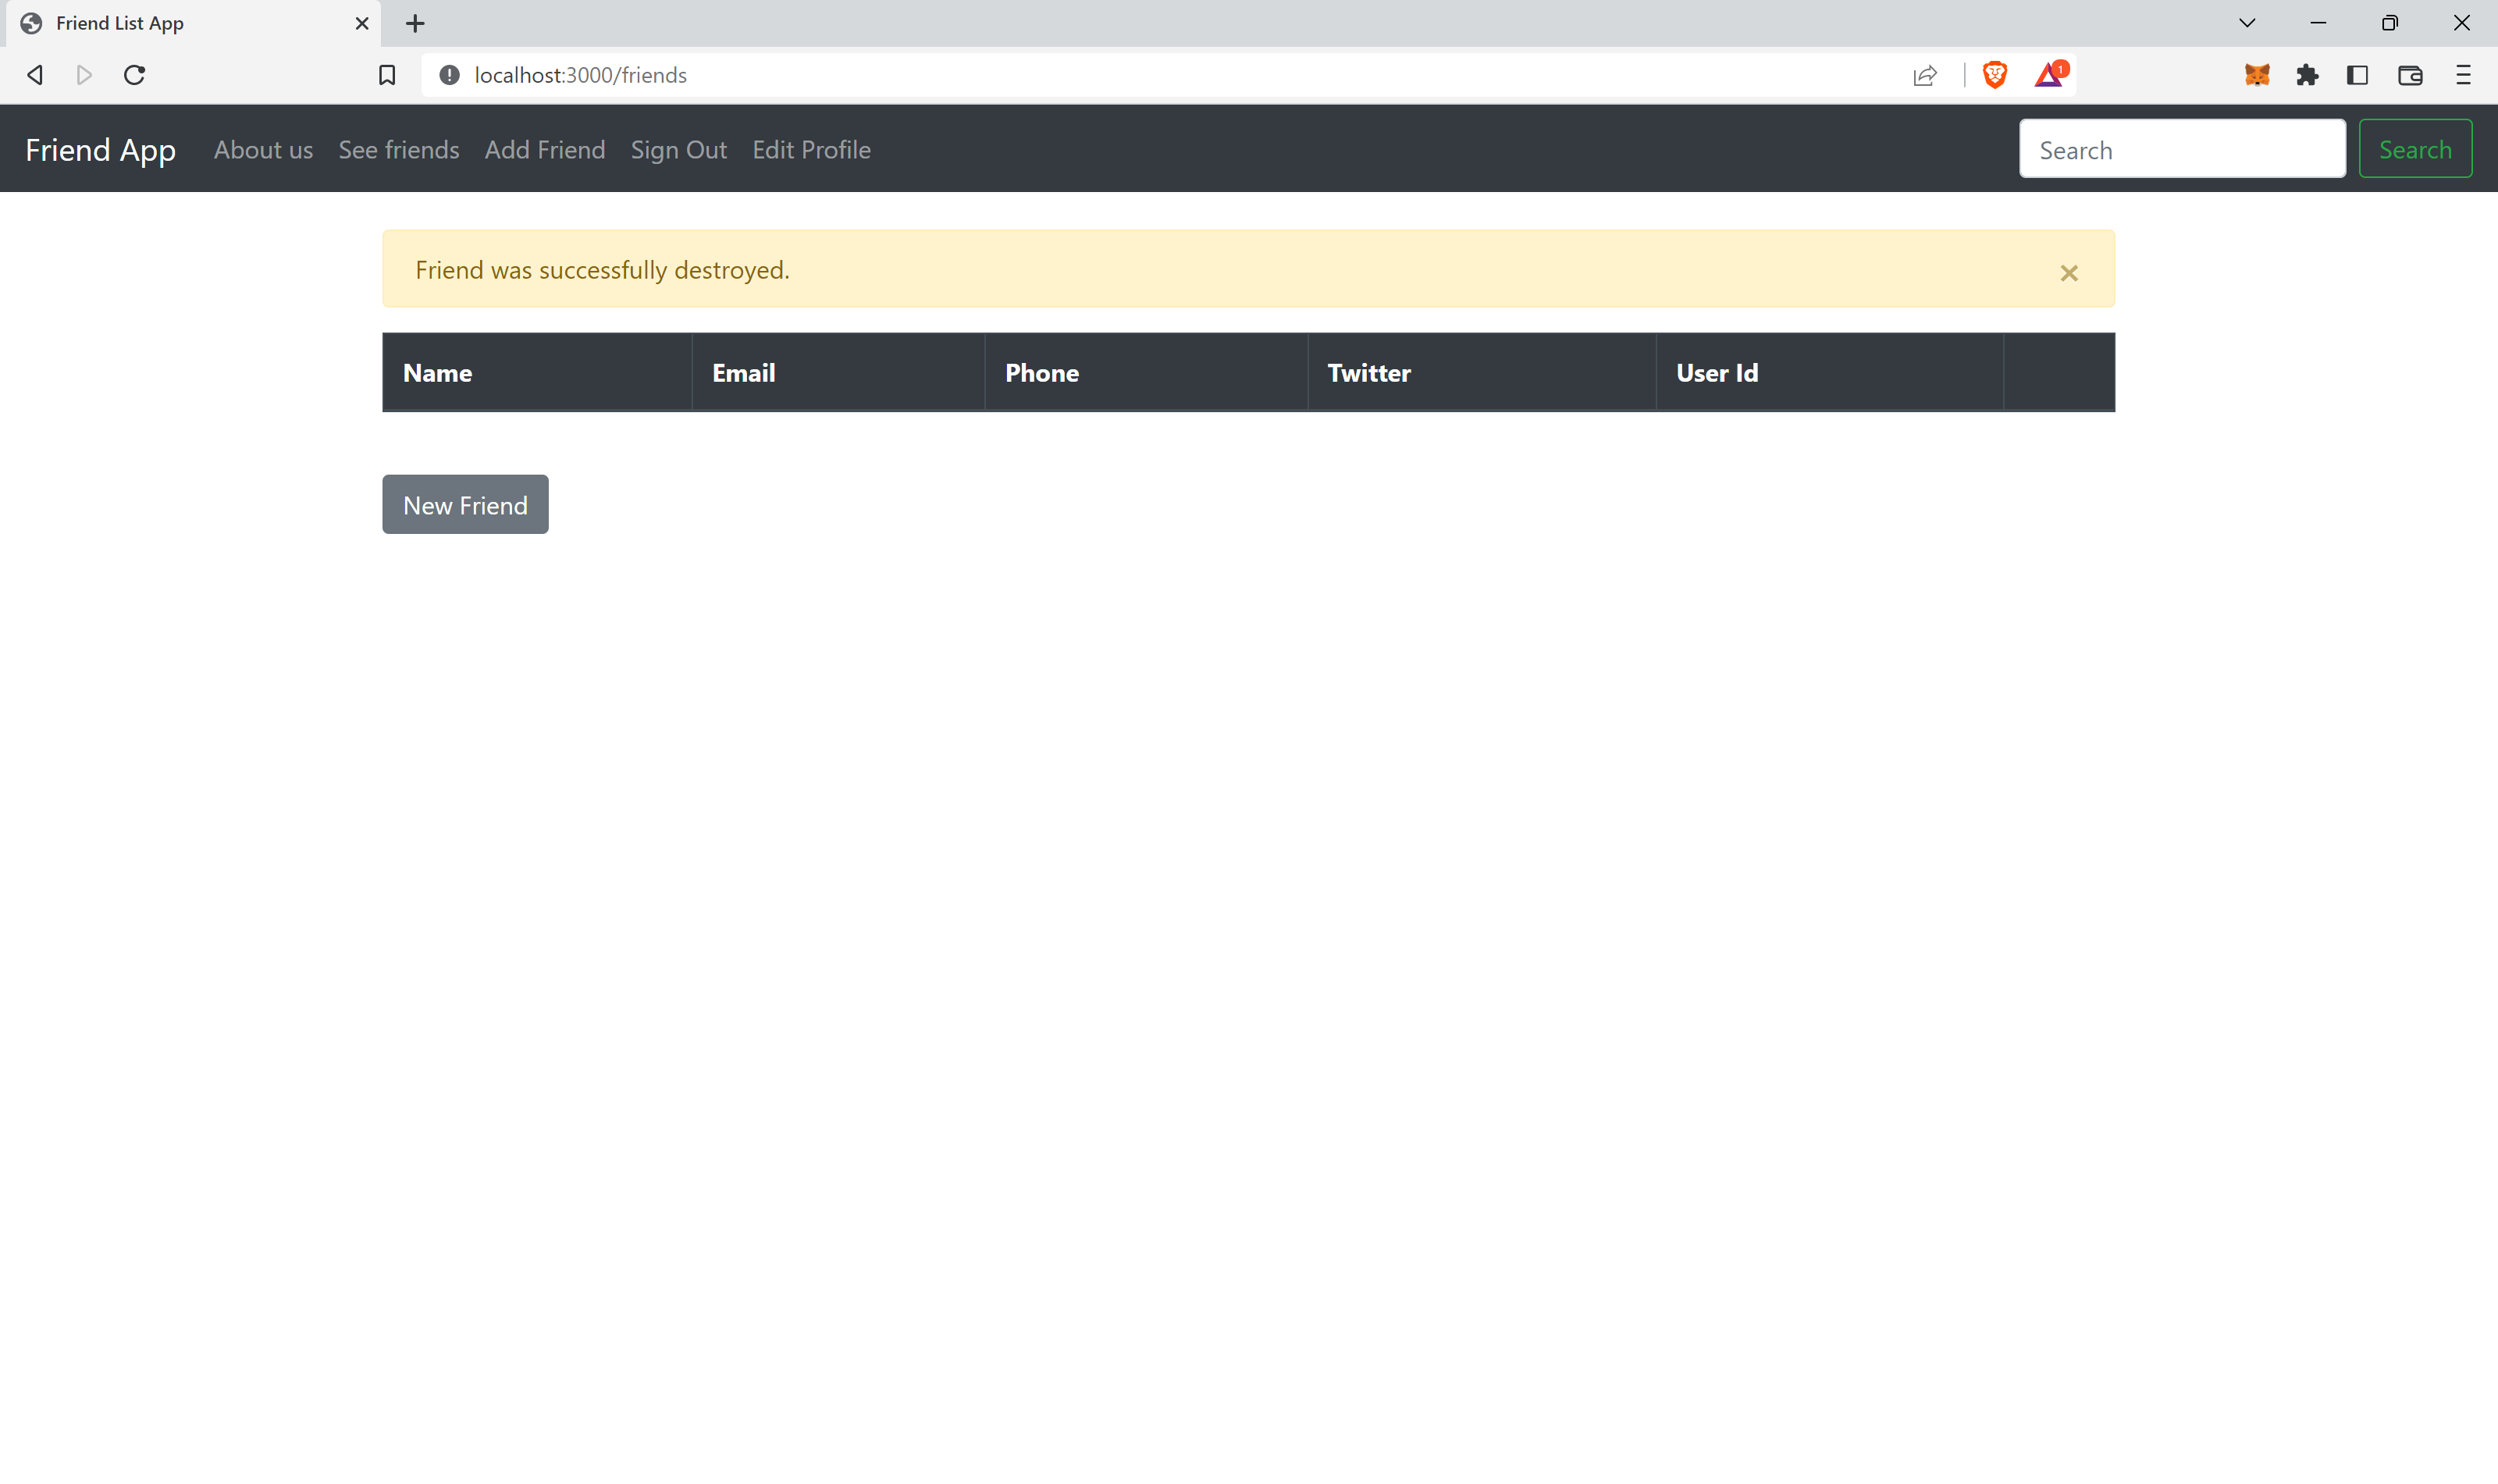 Friend List App
localhost:3000/friends
1
Friend App About us See friends Add Friend Sign Out Edit Profile Search Search
Friend was successfully destroyed. ×
Name Email Phone Twitter User Id
New Friend